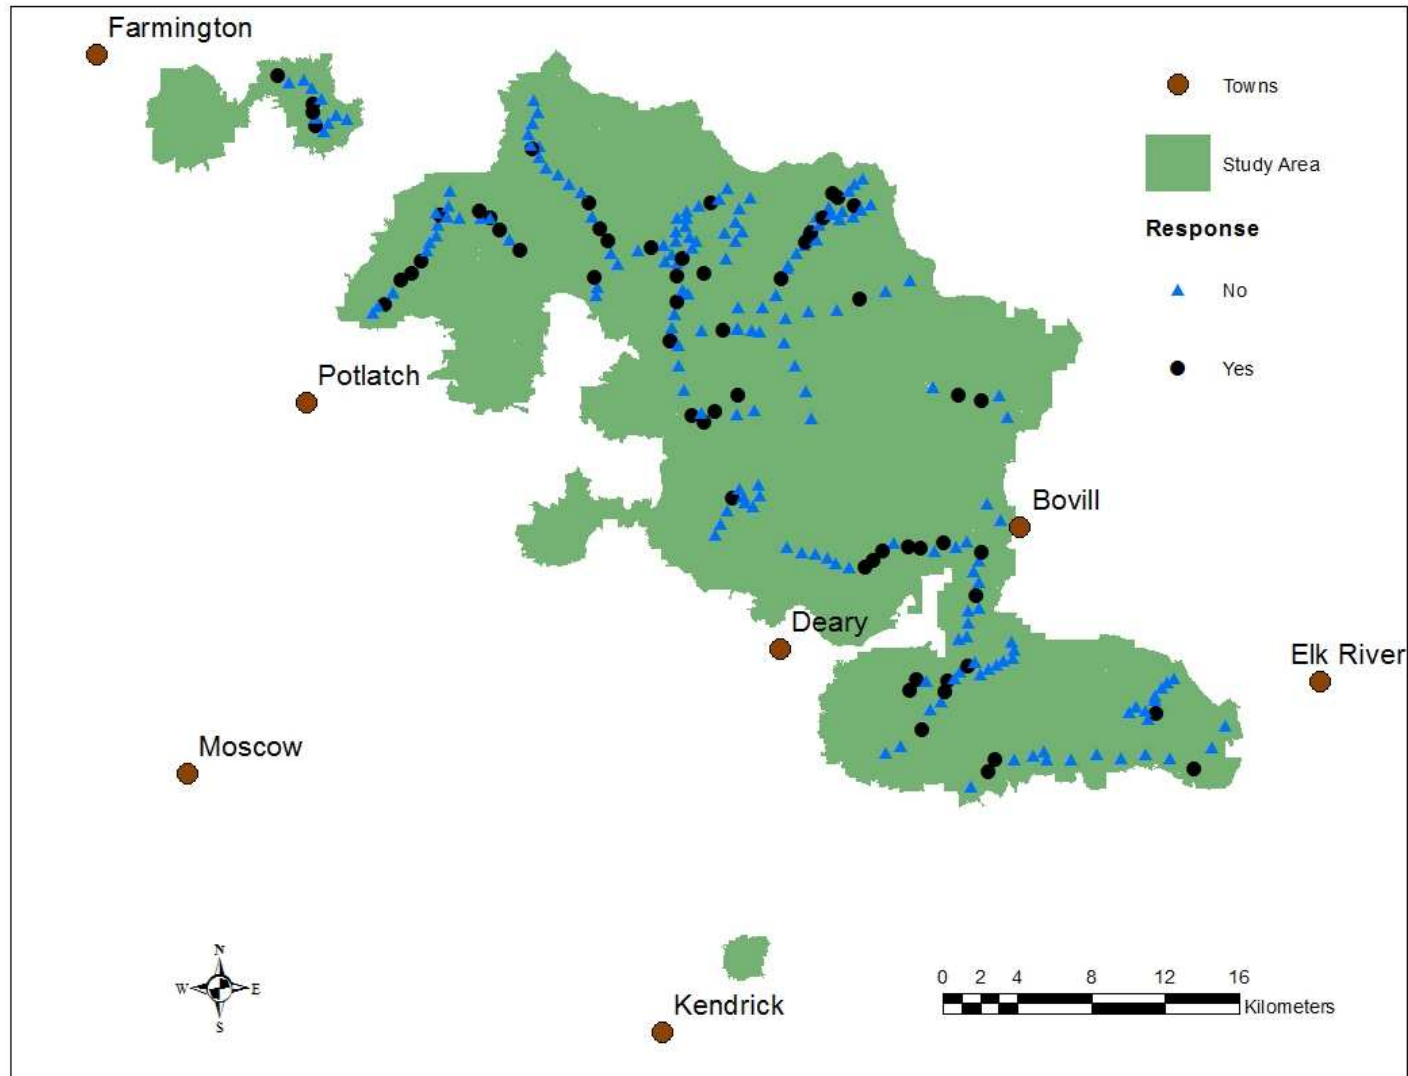 Farmington
Towns
Study Area
Response
No
Yes
Potlatch
Bovill
Deary
Elk River
Moscow
N
W E
S
Kendrick
0 2 4 8 12 16
Kilometers